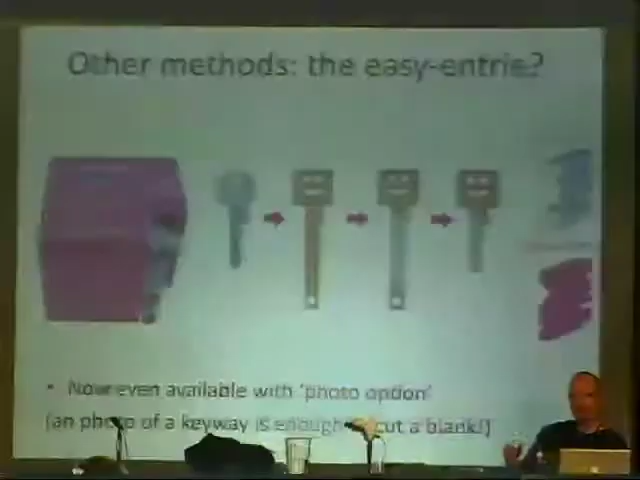 Other methods: the easy-entrie?
• Now even available with 'photo option'
(an photo of a keyway is enough cut a blank!)